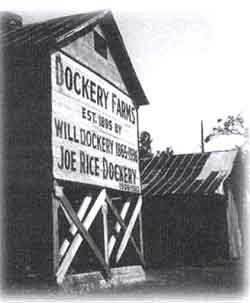 DOCKERY FARMS
EST. 1895 BY
WILL DOCKERY 1865-1936
JOE RICE DOCKERY